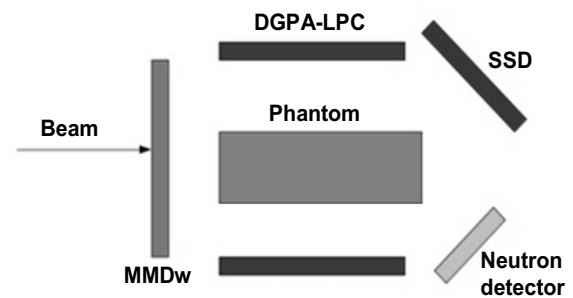 DGPA-LPC
SSD
Beam
Phantom
MMDw
Neutron
detector